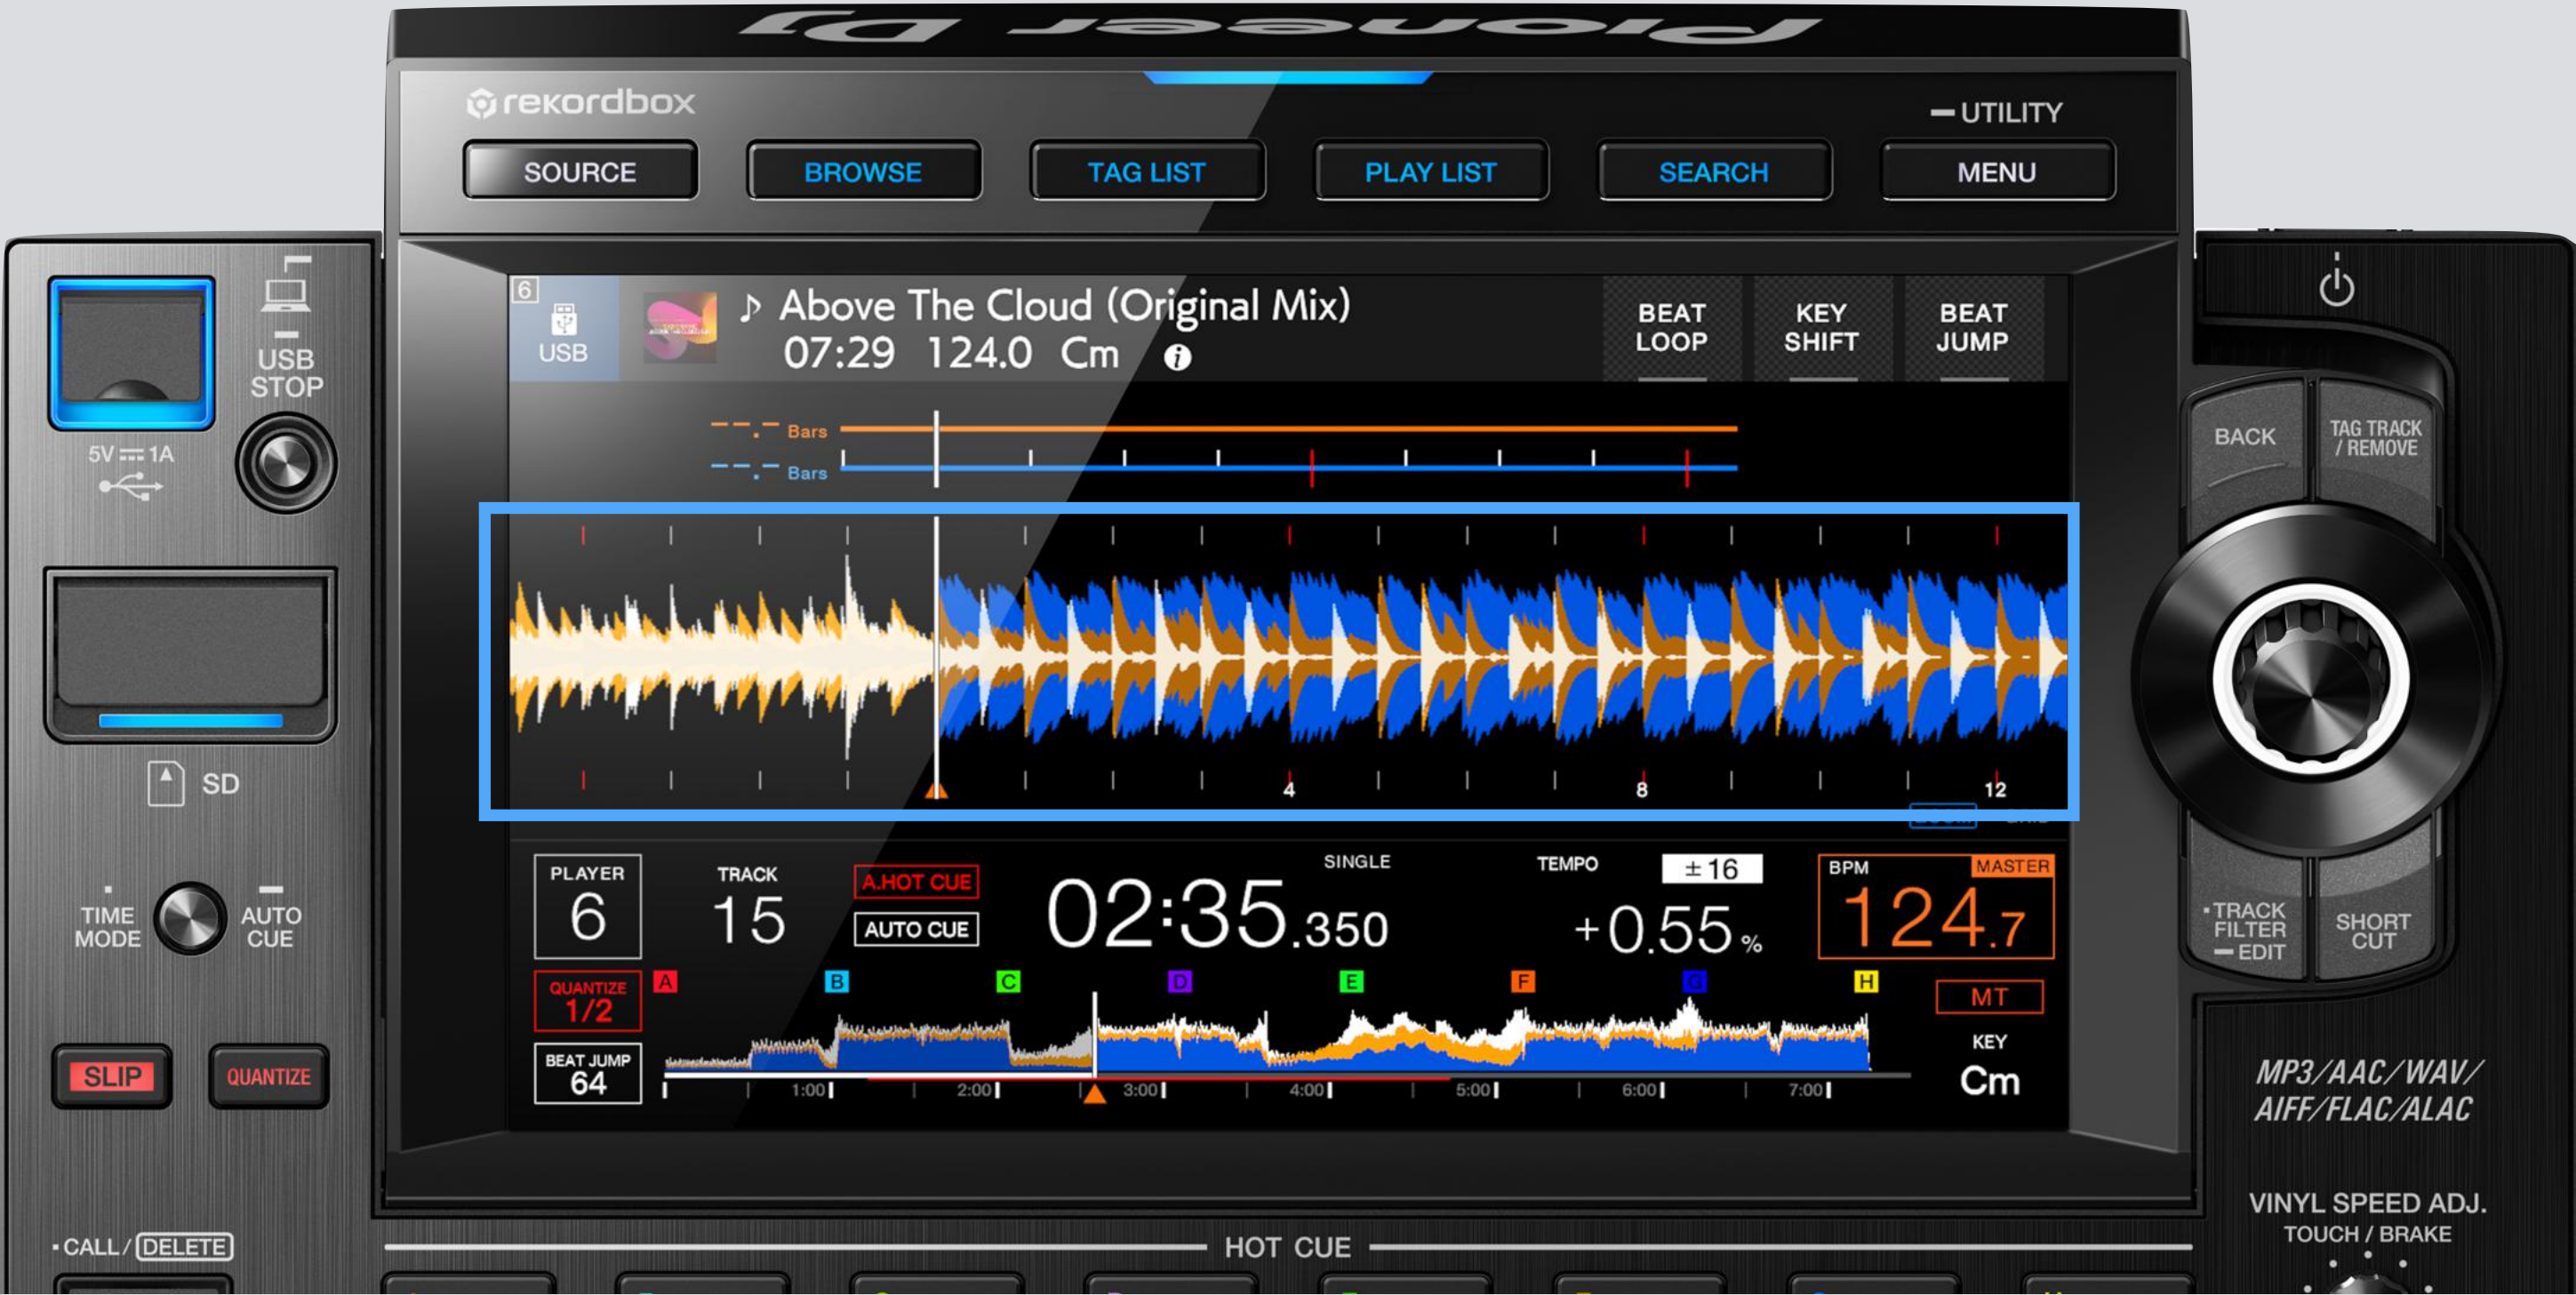 Pioneer Dj
rekordbox
UTILITY
SOURCE
BROWSE
TAG LIST
PLAY LIST
SEARCH
MENU
USB
STOP
5V 1A
SD
TIME
MODE
AUTO
CUE
SLIP
QUANTIZE
CALL / DELETE
6
USB
Above The Cloud (Original Mix)
07:29 124.0 Cm
BEAT
LOOP
KEY
SHIFT
BEAT
JUMP
--.- Bars
--.- Bars
4 8 12
PLAYER
6
TRACK
15
A.HOT CUE
AUTO CUE
SINGLE
02:35.350
TEMPO
±16
+0.55 %
BPM
MASTER
124.7
QUANTIZE
1/2
A B C D E F G H
MT
BEAT JUMP
64
KEY
Cm
1:00 2:00 3:00 4:00 5:00 6:00 7:00
HOT CUE
BACK
TAG TRACK
/ REMOVE
TRACK
FILTER
EDIT
SHORT
CUT
MP3/AAC/WAV/
AIFF/FLAC/ALAC
VINYL SPEED ADJ.
TOUCH / BRAKE